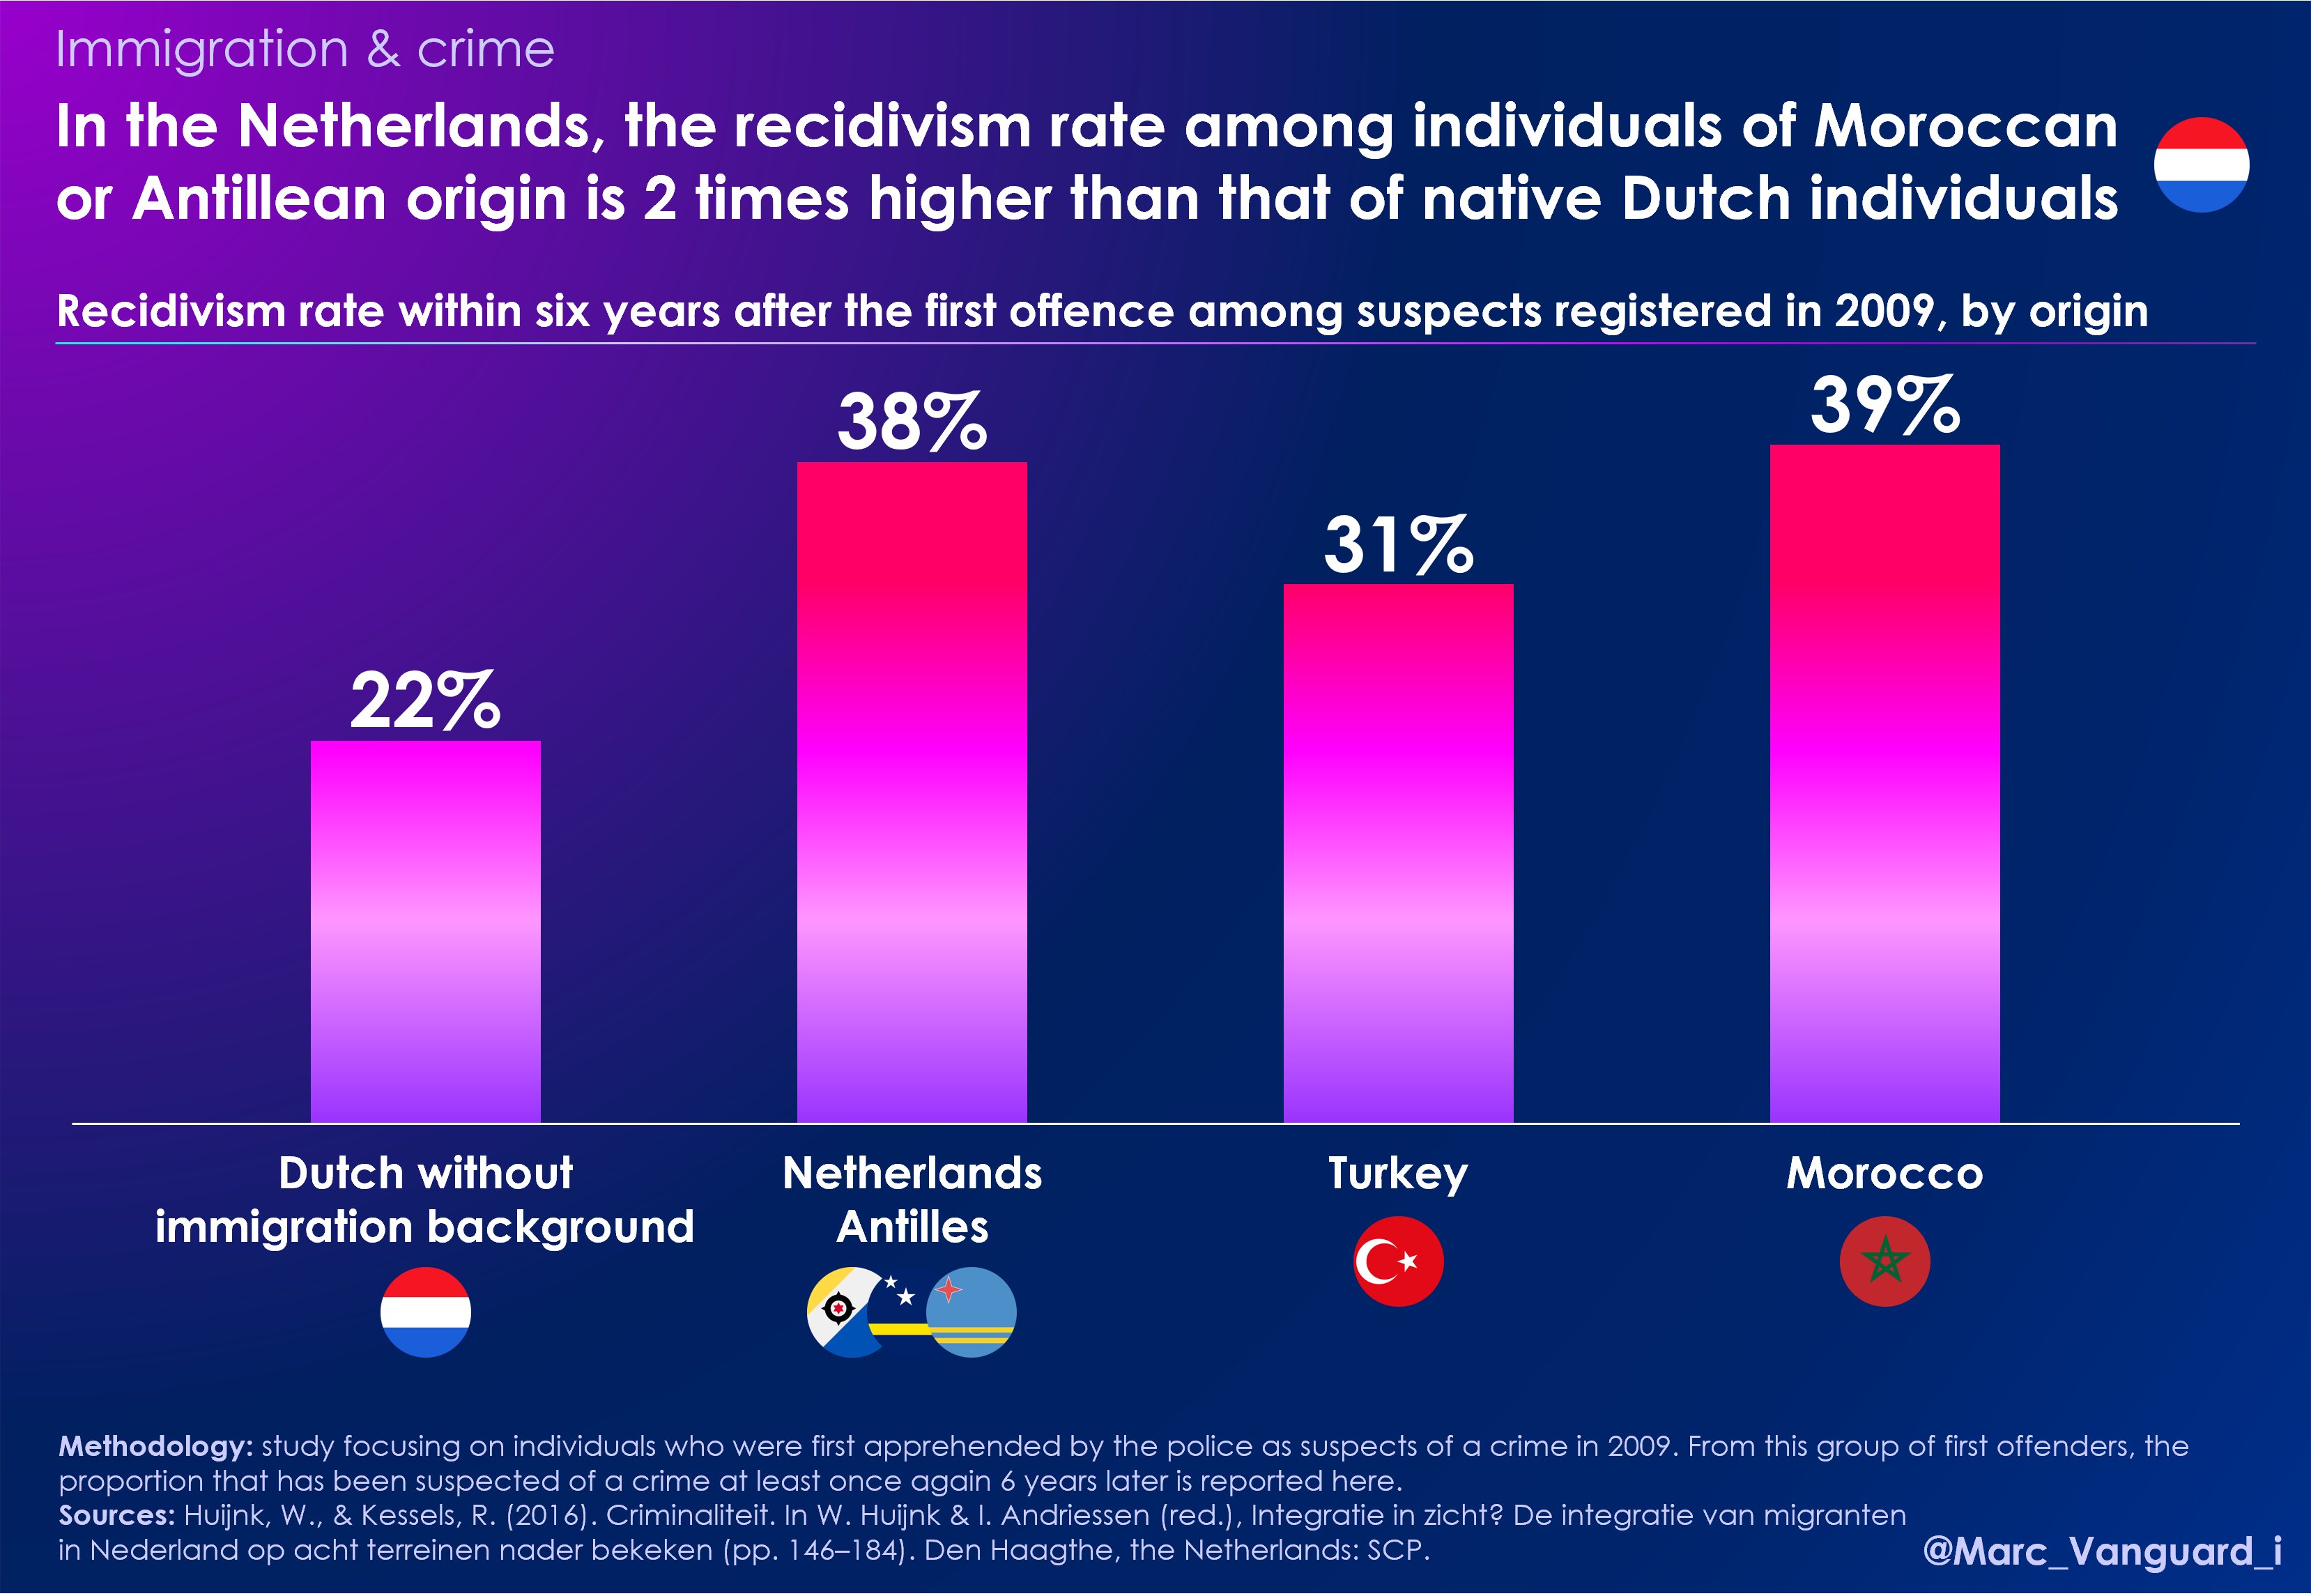 Immigration & crime
In the Netherlands, the recidivism rate among individuals of Moroccan
or Antillean origin is 2 times higher than that of native Dutch individuals
Recidivism rate within six years after the first offence among suspects registered in 2009, by origin
22%
38%
31%
39%
Dutch without
immigration background
Netherlands
Antilles
Turkey
Morocco
Methodology: study focusing on individuals who were first apprehended by the police as suspects of a crime in 2009. From this group of first offenders, the
proportion that has been suspected of a crime at least once again 6 years later is reported here.
Sources: Huijnk, W., & Kessels, R. (2016). Criminaliteit. In W. Huijnk & I. Andriessen (red.), Integratie in zicht? De integratie van migranten
in Nederland op acht terreinen nader bekeken (pp. 146–184). Den Haagthe, the Netherlands: SCP.
@Marc_Vanguard_i